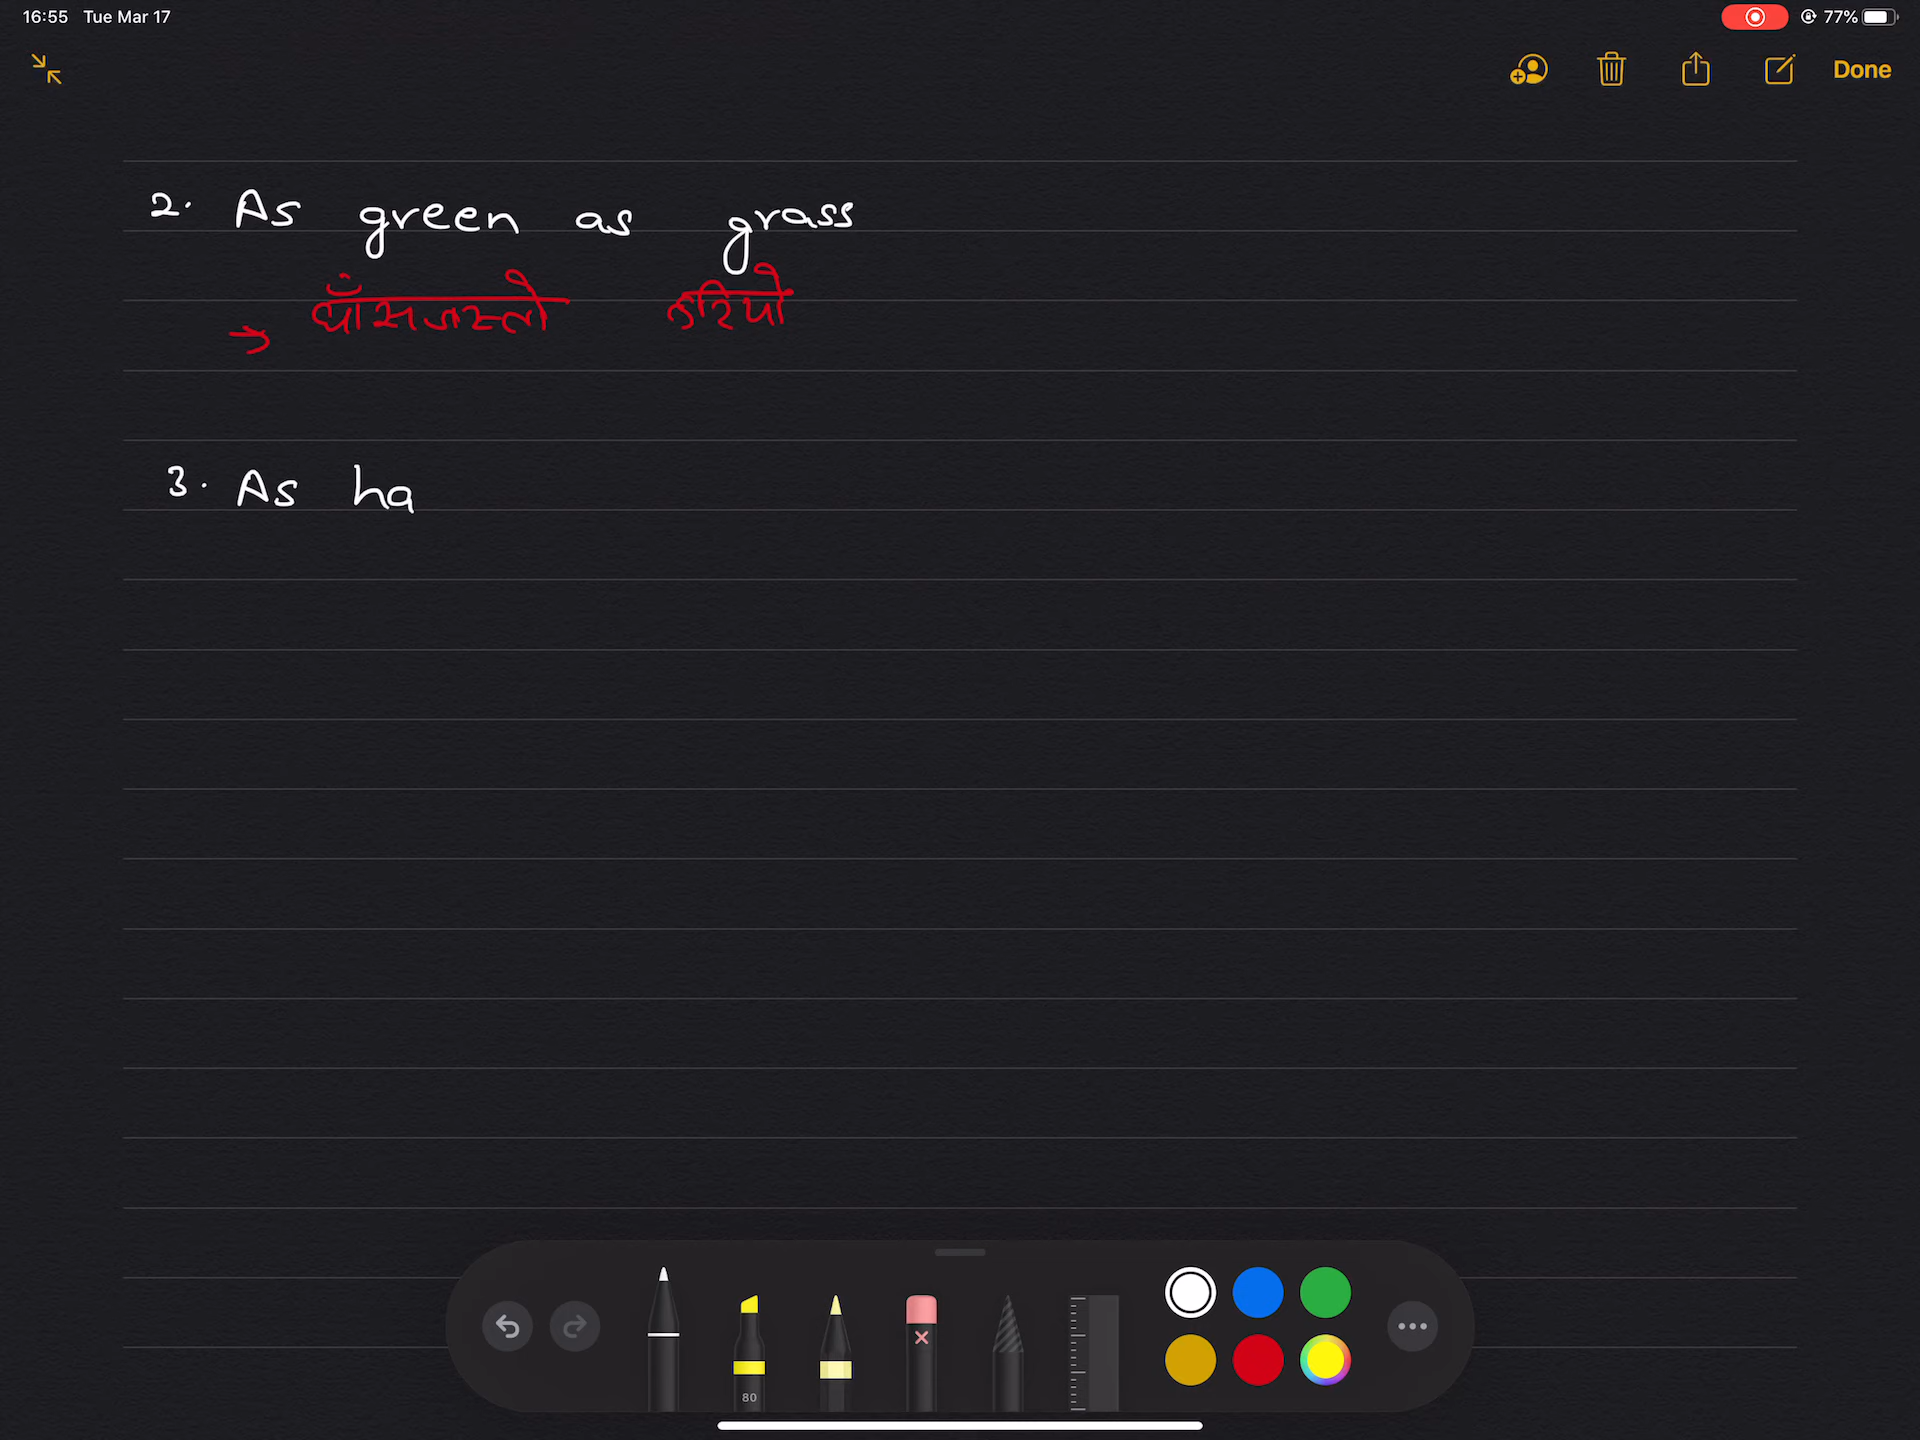 16:55 Tue Mar 17 77%
Done
2. As green as grass
→ घाँसजस्तो हरियो
3. As ha
80